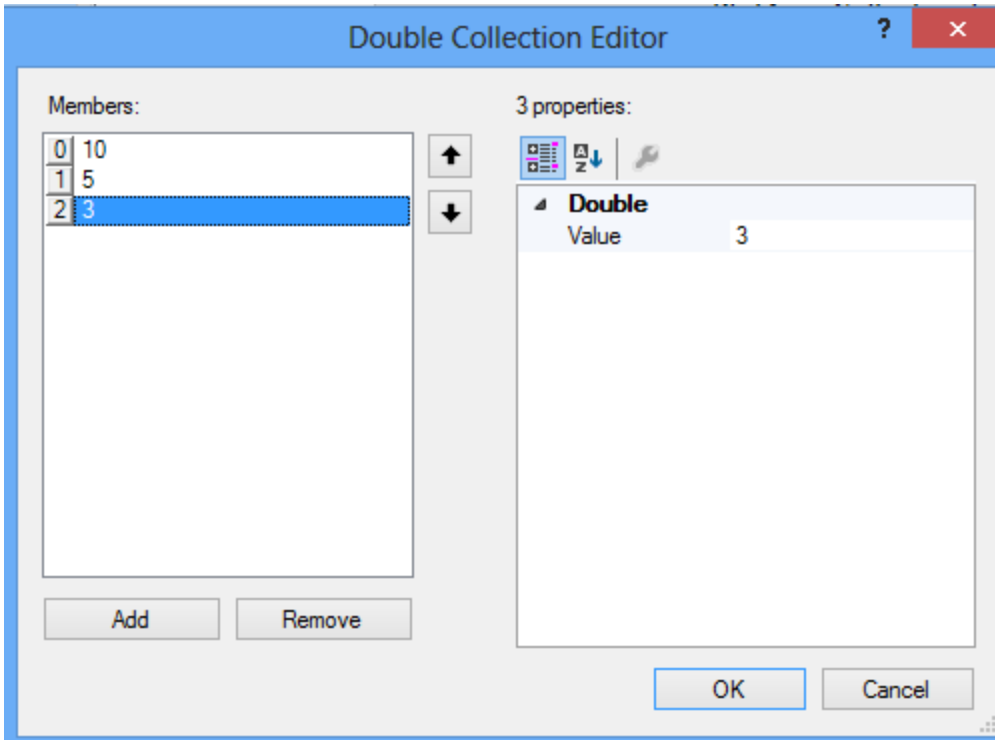 Double Collection Editor
?
Members:
0 10
1 5
2 3
3 properties:
A
Z
Double
Value 3
Add
Remove
OK
Cancel